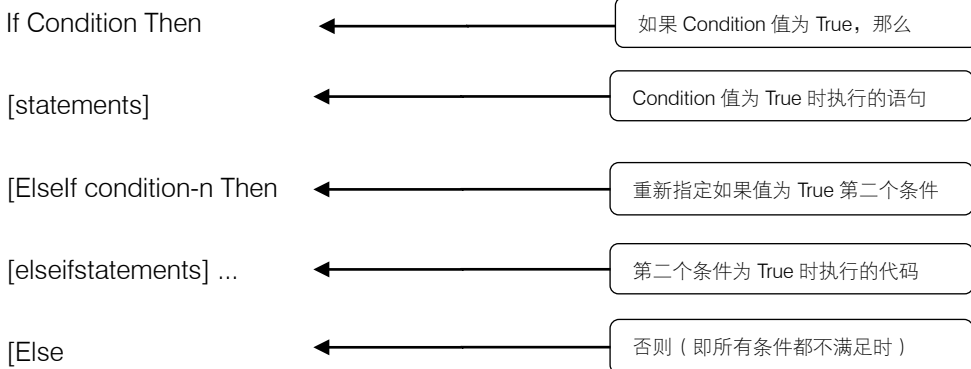 If Condition Then
如果 Condition 值为 True，那么
[statements]
Condition 值为 True 时执行的语句
[ElseIf condition-n Then
重新指定如果值为 True 第二个条件
[elseifstatements] ...
第二个条件为 True 时执行的代码
[Else
否则（即所有条件都不满足时）